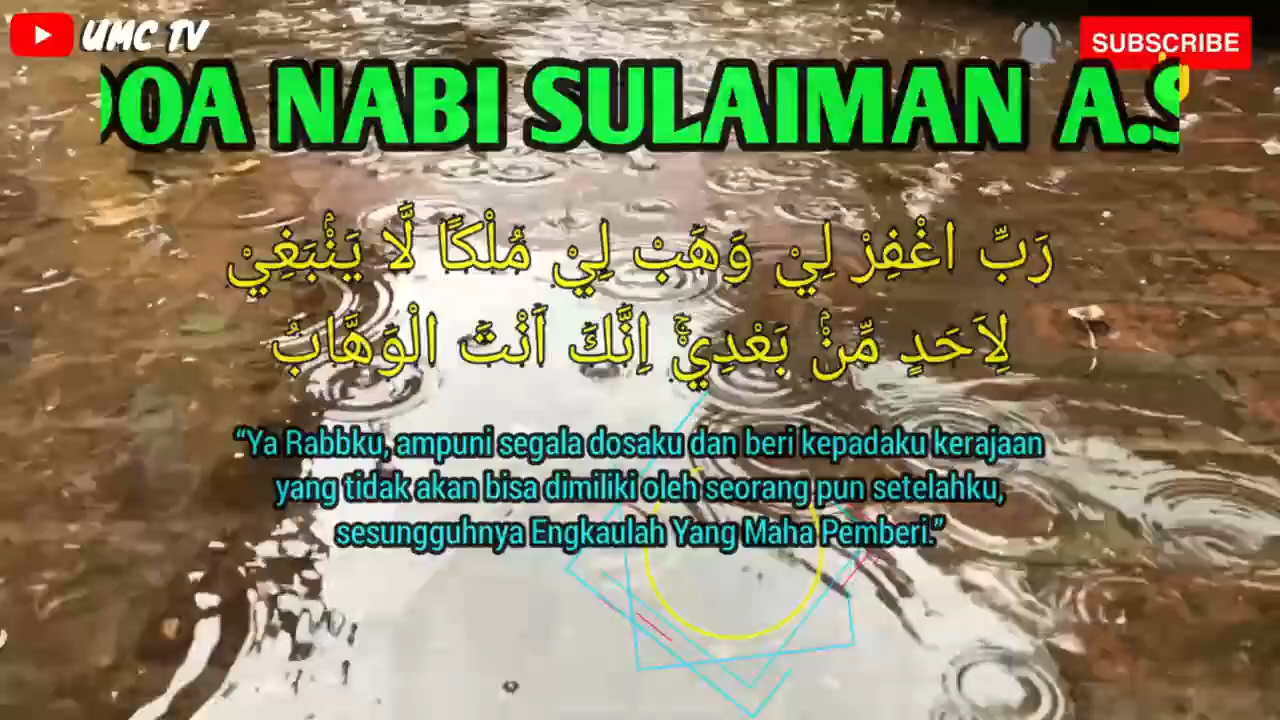 UMC TV
SUBSCRIBE
DOA NABI SULAIMAN A.S
رَبِّ اغْفِرْ لِيْ وَهَبْ لِيْ مُلْكًا لَّا يَنْۢبَغِيْ
لِاَحَدٍ مِّنْۢ بَعْدِيْۚ اِنَّكَ اَنْتَ الْوَهَّابُ
“Ya Rabbku, ampuni segala dosaku dan beri kepadaku kerajaan
yang tidak akan bisa dimiliki oleh seorang pun setelahku,
sesungguhnya Engkaulah Yang Maha Pemberi.”